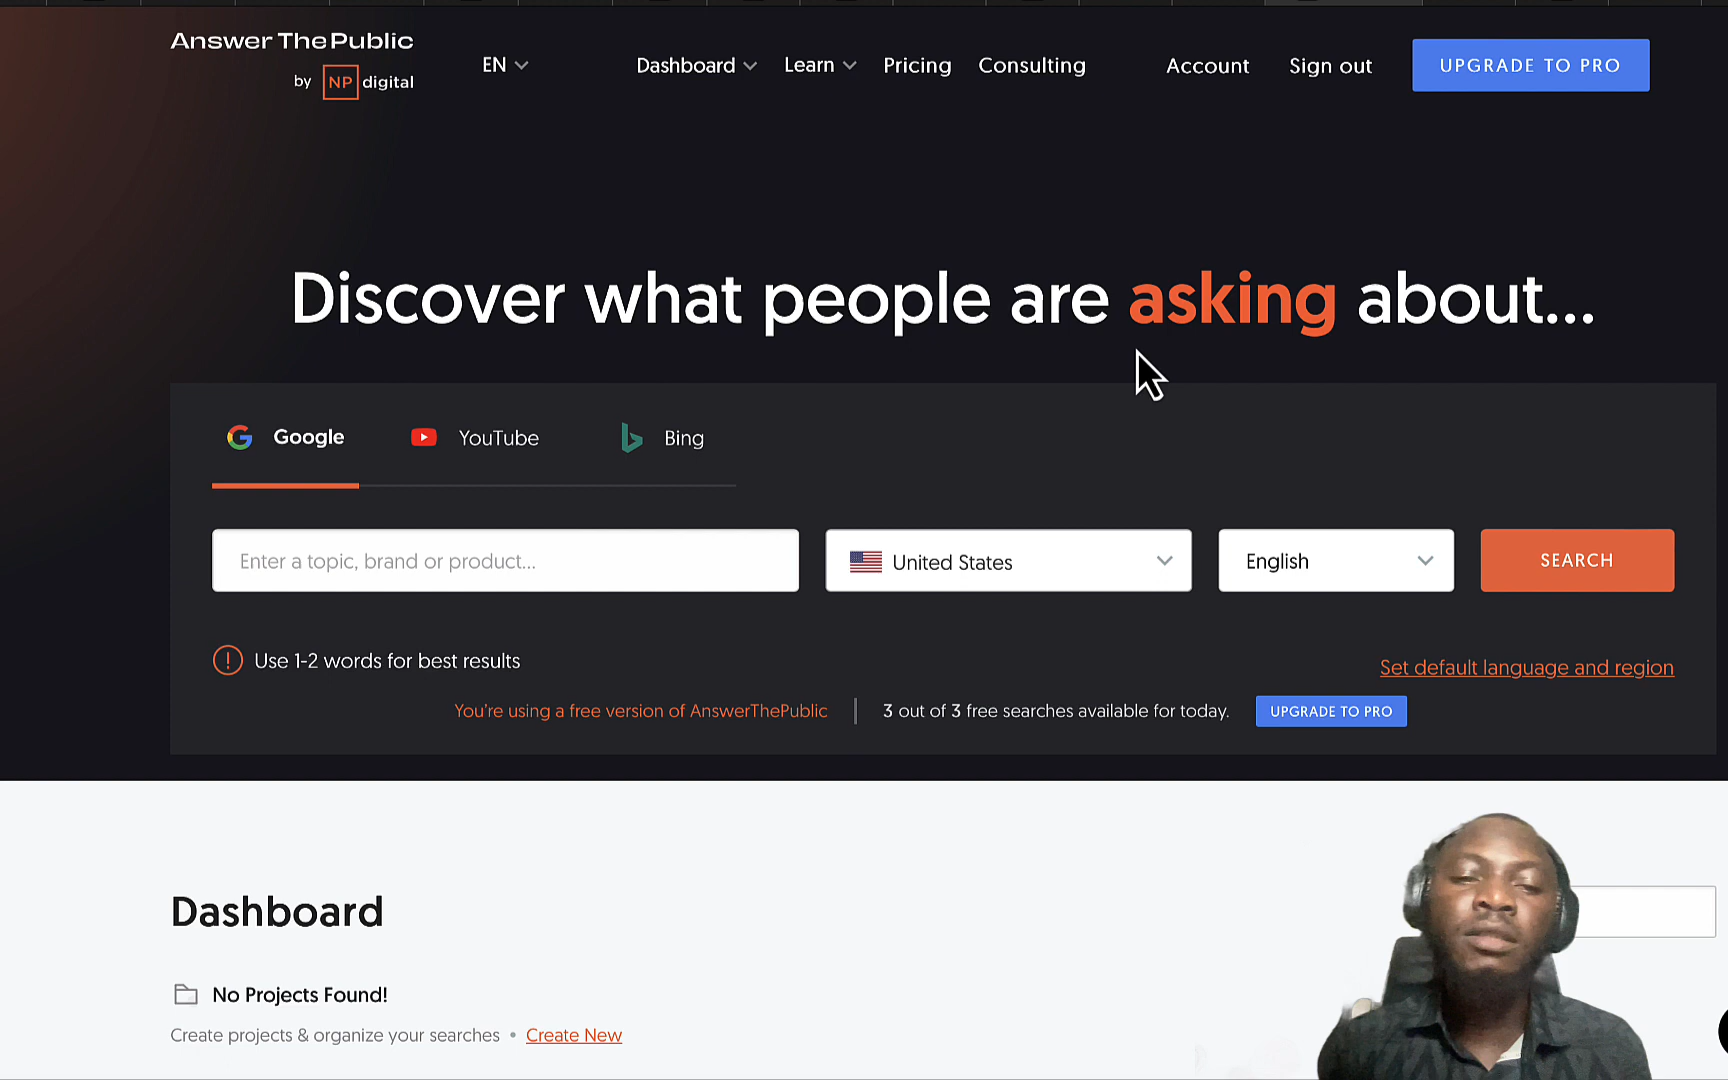 Answer The Public
by NP digital
EN
Dashboard
Learn
Pricing
Consulting
Account
Sign out
UPGRADE TO PRO
Discover what people are asking about...
Google
YouTube
Bing
Enter a topic, brand or product...
United States
English
SEARCH
Use 1-2 words for best results
Set default language and region
You're using a free version of AnswerThePublic
3 out of 3 free searches available for today.
UPGRADE TO PRO
Dashboard
No Projects Found!
Create projects & organize your searches • Create New